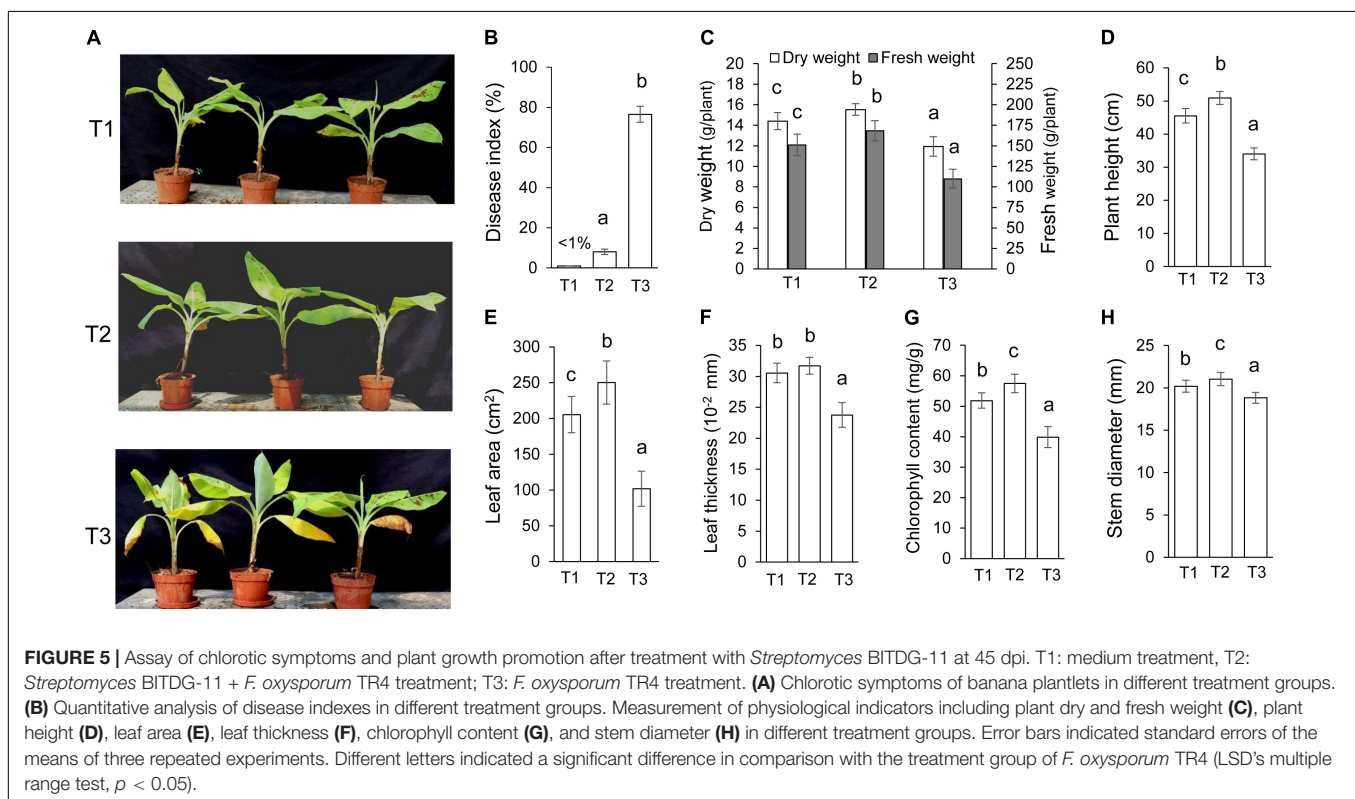 A
T1
T2
T3
B
Disease index (%)
100
80
60
40
20
0
<1%
a
b
T1 T2 T3
C
Dry weight Fresh weight
Dry weight (g/plant)
20
18
16
14
12
10
8
6
4
2
0
c c b b a a
T1 T2 T3
250
225
200
175
150
125
100
75
50
25
0
Fresh weight (g/plant)
D
Plant height (cm)
60
50
40
30
20
10
0
c b a
T1 T2 T3
E
Leaf area (cm²)
300
250
200
150
100
50
0
c b a
T1 T2 T3
F
Leaf thickness (10⁻² mm)
35
30
25
20
15
10
5
0
b b a
T1 T2 T3
G
Chlorophyll content (mg/g)
70
60
50
40
30
20
10
0
b c a
T1 T2 T3
H
Stem diameter (mm)
25
20
15
10
5
0
b c a
T1 T2 T3
FIGURE 5 | Assay of chlorotic symptoms and plant growth promotion after treatment with Streptomyces BITDG-11 at 45 dpi. T1: medium treatment, T2:
Streptomyces BITDG-11 + F. oxysporum TR4 treatment; T3: F. oxysporum TR4 treatment. (A) Chlorotic symptoms of banana plantlets in different treatment groups.
(B) Quantitative analysis of disease indexes in different treatment groups. Measurement of physiological indicators including plant dry and fresh weight (C), plant
height (D), leaf area (E), leaf thickness (F), chlorophyll content (G), and stem diameter (H) in different treatment groups. Error bars indicated standard errors of the
means of three repeated experiments. Different letters indicated a significant difference in comparison with the treatment group of F. oxysporum TR4 (LSD's multiple
range test, p < 0.05).